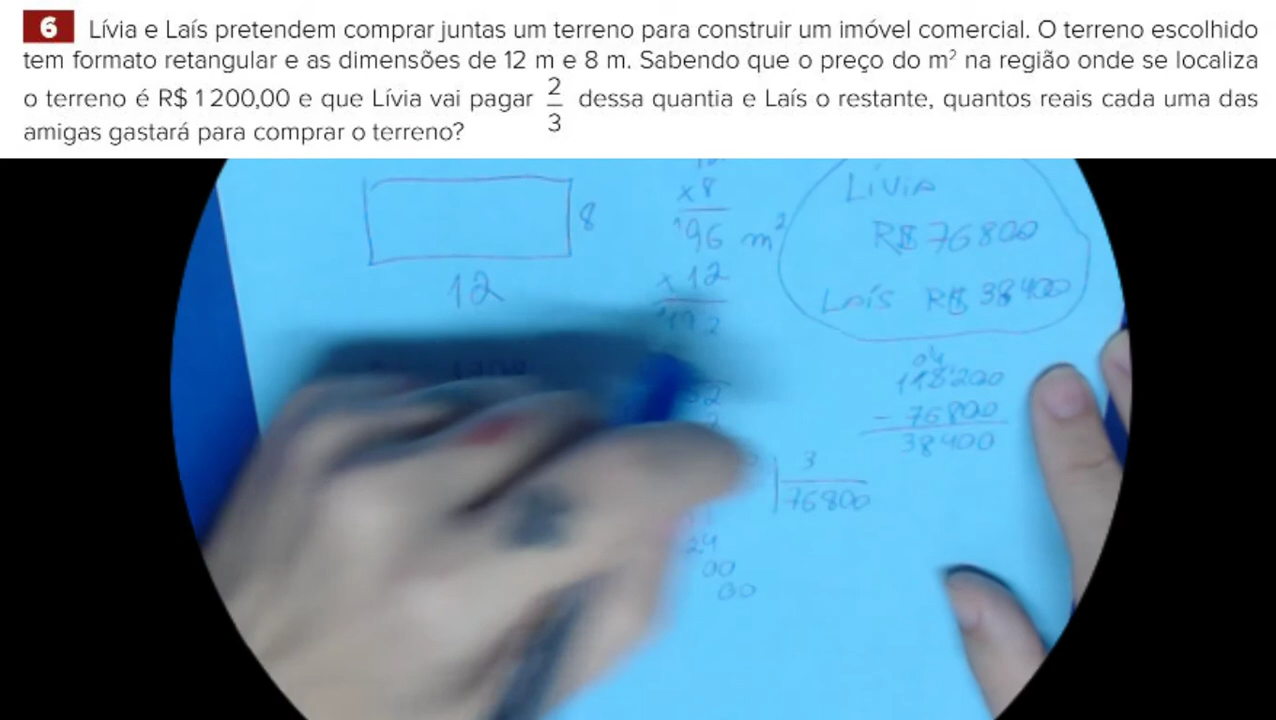 6 Lívia e Laís pretendem comprar juntas um terreno para construir um imóvel comercial. O terreno escolhido
tem formato retangular e as dimensões de 12 m e 8 m. Sabendo que o preço do m² na região onde se localiza
o terreno é R$ 1 200,00 e que Lívia vai pagar 2/3 dessa quantia e Laís o restante, quantos reais cada uma das
amigas gastará para comprar o terreno?
8
12
x 8
96 m²
x 12
192
LÍVIA
R$ 76800
LAÍS R$ 38400
04
118200
- 76800
38400
3
76800
24
00
00